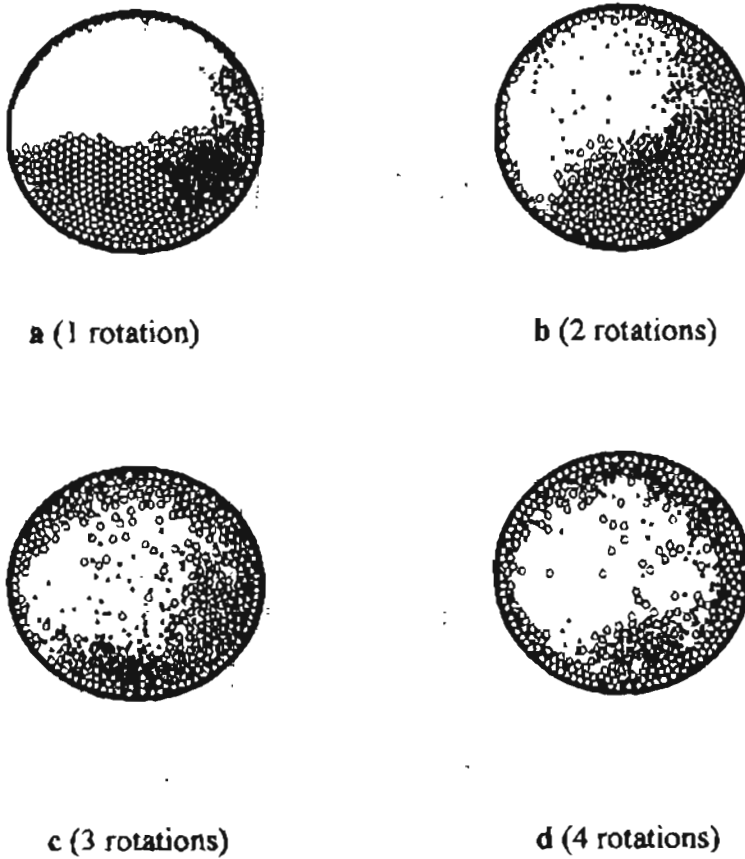 a (1 rotation)
b (2 rotations)
c (3 rotations)
d (4 rotations)